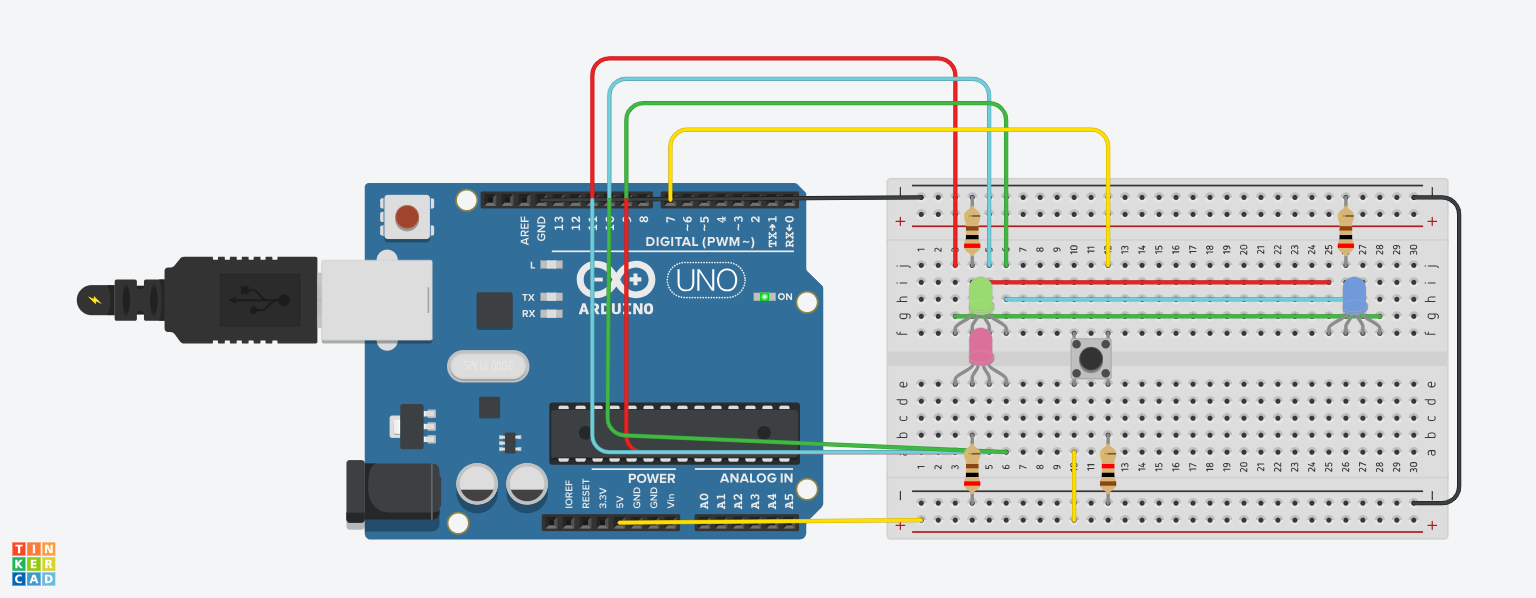 AREF GND 13 12 11 10 9 8 7 ~6 ~5 4 ~3 2 TX→1 RX←0
DIGITAL (PWM~)
L
TX
RX
UNO
ON
ARDUINO
SPK16.000G
POWER ANALOG IN
IOREF RESET 3.3V 5V GND GND Vin A0 A1 A2 A3 A4 A5
TIN
KER
CAD
1 2 3 4 5 6 7 8 9 10 11 12 13 14 15 16 17 18 19 20 21 22 23 24 25 26 27 28 29 30
j j
i i
h h
g g
f f
e e
d d
c c
b b
a a
1 2 3 4 5 6 7 8 9 10 11 12 13 14 15 16 17 18 19 20 21 22 23 24 25 26 27 28 29 30